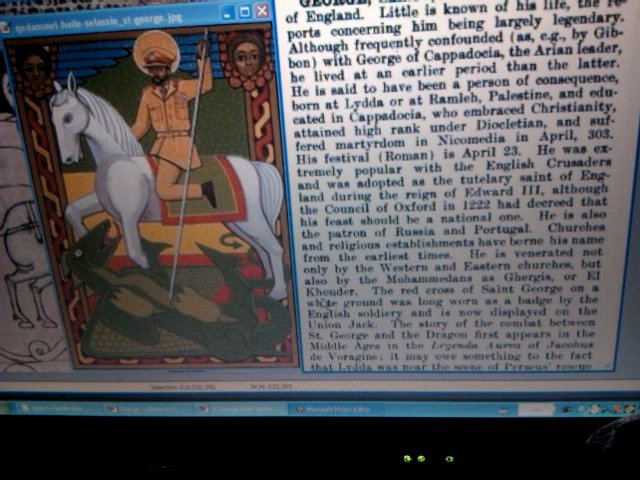 qedamawi-haile-selassie_st-george.jpg
GEORGE,
of England. Little is known of his life, the re-
ports concerning him being largely legendary.
Although frequently confounded (as, e.g., by Gib-
bon) with George of Cappadocia, the Arian leader,
he lived at an earlier period than the latter.
He is said to have been a person of consequence,
born at Lydda or at Ramleh, Palestine, and edu-
cated in Cappadocia, who embraced Christianity,
attained high rank under Diocletian, and suf-
fered martyrdom in Nicomedia in April, 303.
His festival (Roman) is April 23. He was ex-
tremely popular with the English Crusaders
and was adopted as the tutelary saint of Eng-
land during the reign of Edward III, although
the Council of Oxford in 1222 had decreed that
his feast should be a national one. He is also
the patron of Russia and Portugal. Churches
and religious establishments have borne his name
from the earliest times. He is venerated not
only by the Western and Eastern churches, but
also by the Mohammedans as Ghergis, or El
Khouder. The red cross of Saint George on a
white ground was long worn as a badge by the
English soldiery and is now displayed on the
Union Jack. The story of the combat between
St. George and the Dragon first appears in the
Middle Ages in the Legenda Aurea of Jacobus
de Voragine; it may owe something to the fact
that Lydda was near the scene of Perseus' rescue